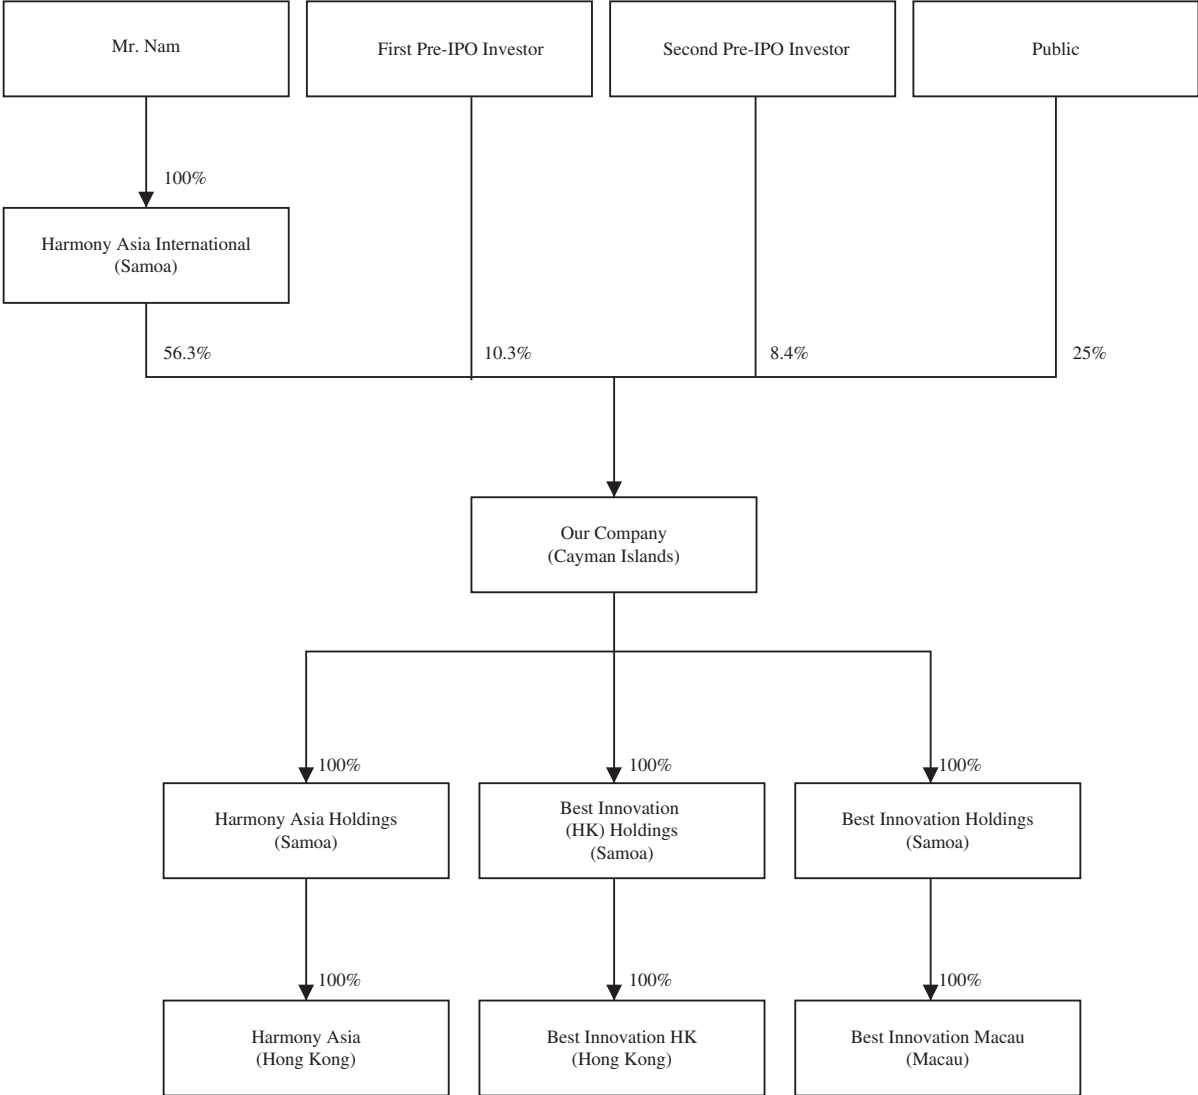 Mr. Nam
First Pre-IPO Investor
Second Pre-IPO Investor
Public
100%
Harmony Asia International
(Samoa)
56.3%
10.3%
8.4%
25%
Our Company
(Cayman Islands)
100%
100%
100%
Harmony Asia Holdings
(Samoa)
Best Innovation
(HK) Holdings
(Samoa)
Best Innovation Holdings
(Samoa)
100%
100%
100%
Harmony Asia
(Hong Kong)
Best Innovation HK
(Hong Kong)
Best Innovation Macau
(Macau)